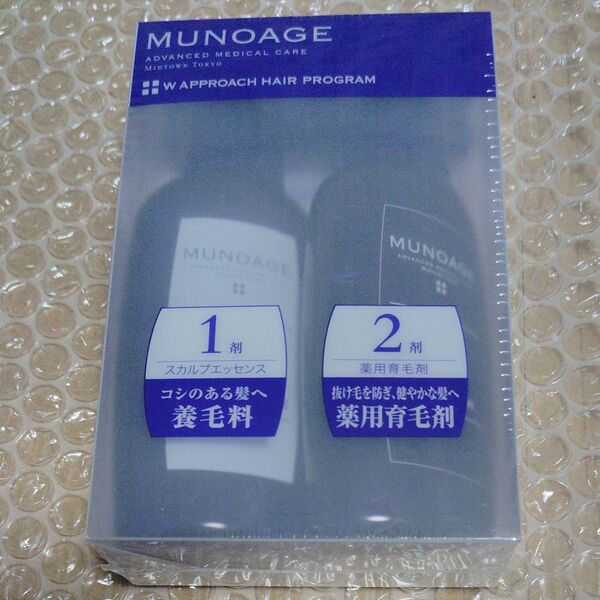 MUNOAGE
ADVANCED MEDICAL CARE
MIDTOWN TOKYO
W APPROACH HAIR PROGRAM
MUNOAGE
MUNOAGE
1剤
スカルプエッセンス
コシのある髪へ
養毛料
2剤
薬用育毛剤
抜け毛を防ぎ、健やかな髪へ
薬用育毛剤